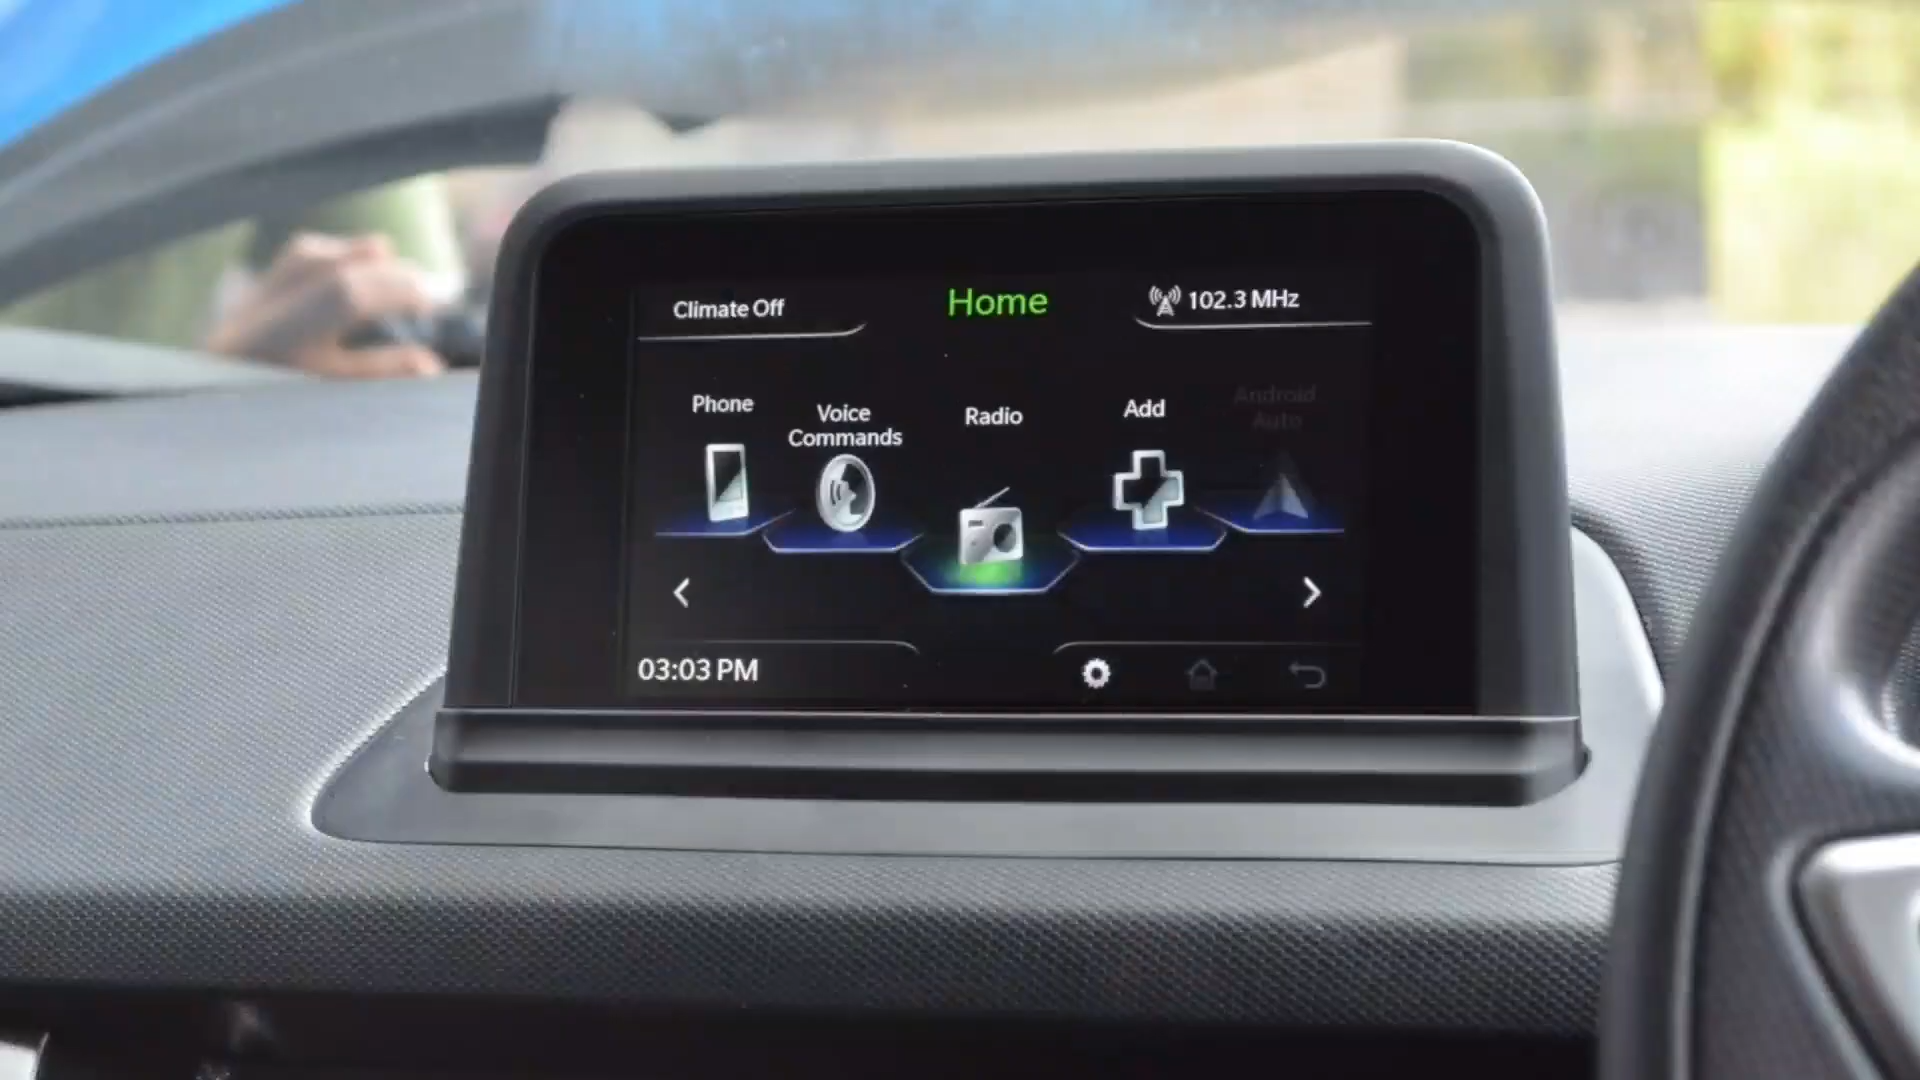 Climate Off
Home
102.3 MHz
Phone
Voice
Commands
Radio
Add
Android
Auto
03:03 PM